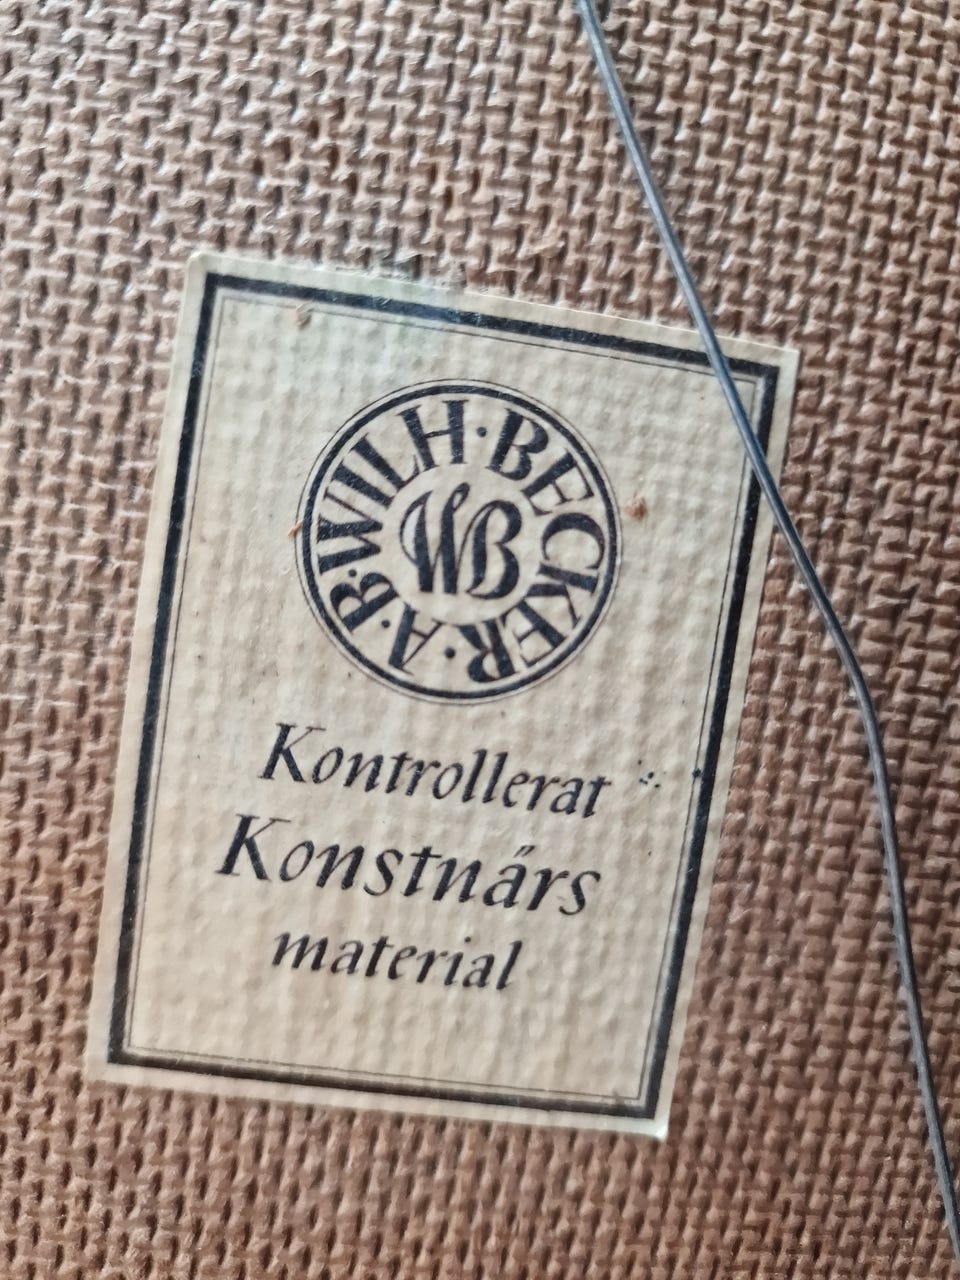 A·B·WILH·BECKER·
WB
Kontrollerat
Konstnärs
material